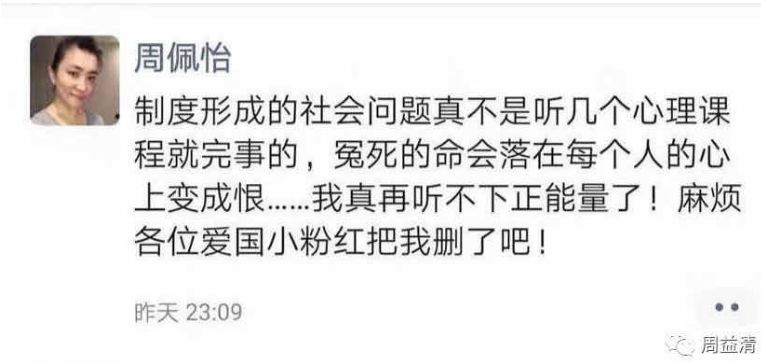 周佩怡
制度形成的社会问题真不是听几个心理课
程就完事的，冤死的命会落在每个人的心
上变成恨……我真再听不下正能量了！麻烦
各位爱国小粉红把我删了吧！
昨天 23:09
周益清